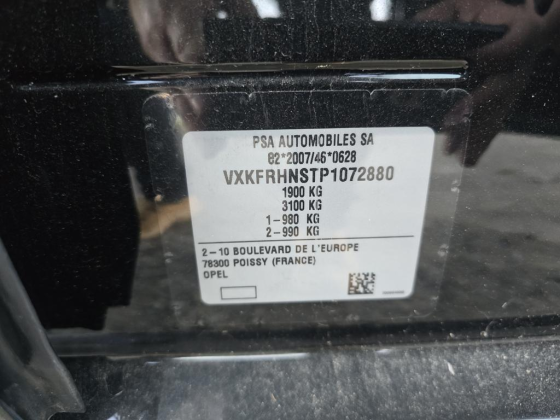 PSA AUTOMOBILES SA
e2*2007/46*0628
VXKFRHNSTP1072880
1900 KG
3100 KG
1-980 KG
2-990 KG
2-10 BOULEVARD DE L'EUROPE
78300 POISSY (FRANCE)
OPEL